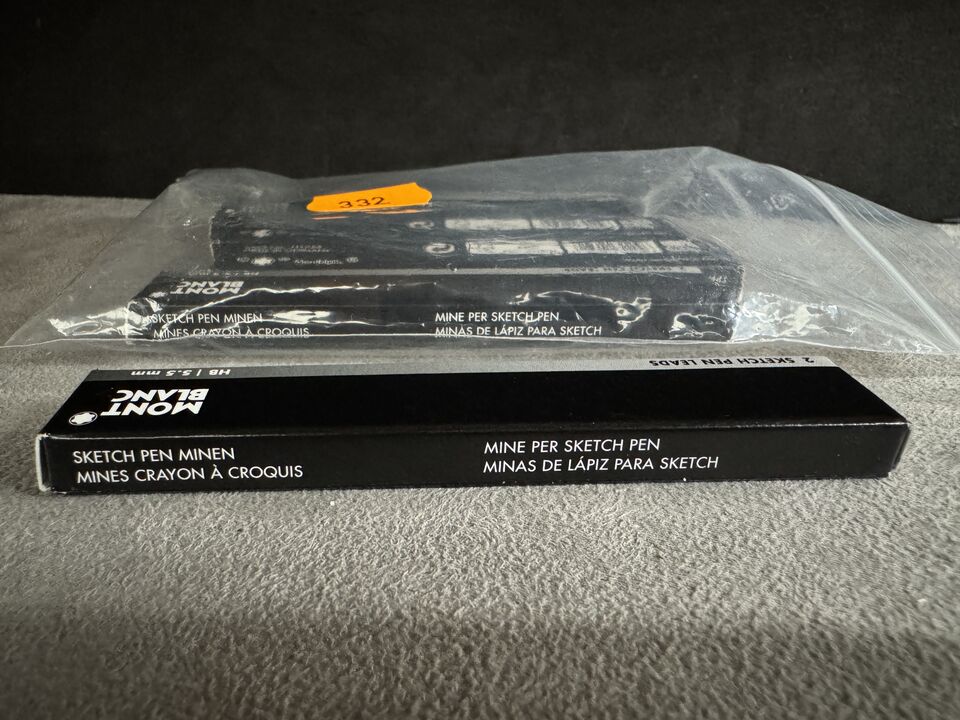 332
MONT
BLANC
SKETCH PEN MINEN
MINES CRAYON À CROQUIS
MINE PER SKETCH PEN
MINAS DE LÁPIZ PARA SKETCH
2 SKETCH PEN LEADS
HB | 5.5 mm
MONT
BLANC
SKETCH PEN MINEN
MINES CRAYON À CROQUIS
MINE PER SKETCH PEN
MINAS DE LÁPIZ PARA SKETCH